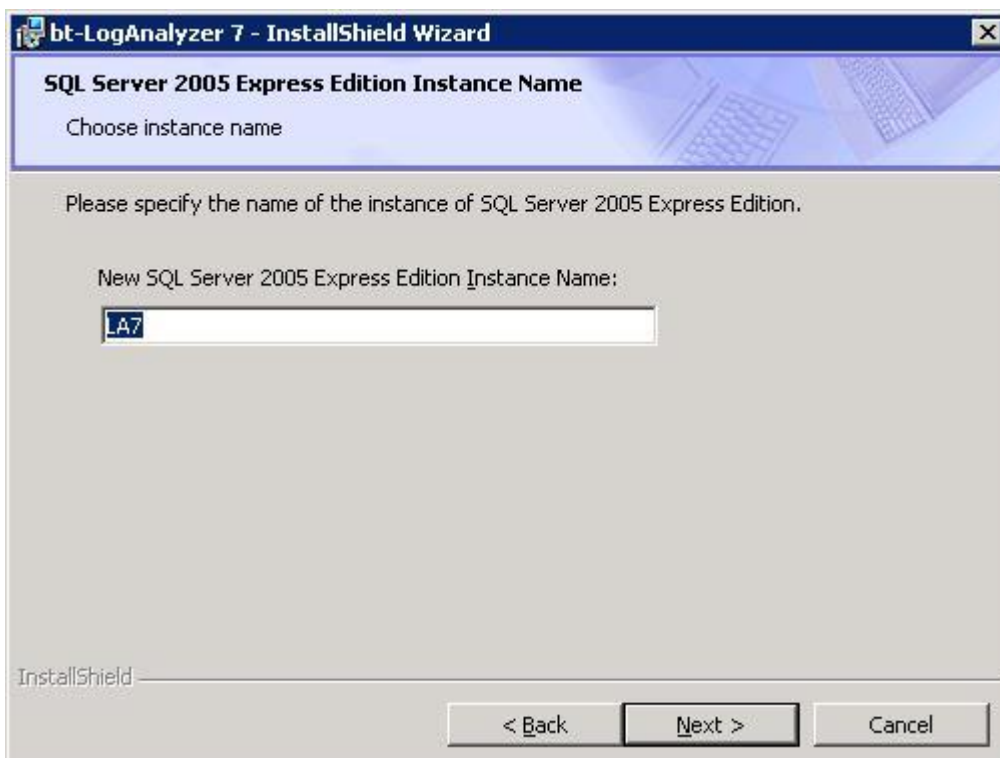 bt-LogAnalyzer 7 - InstallShield Wizard
SQL Server 2005 Express Edition Instance Name
Choose instance name
Please specify the name of the instance of SQL Server 2005 Express Edition.
New SQL Server 2005 Express Edition Instance Name:
LA7
InstallShield
< Back Next > Cancel